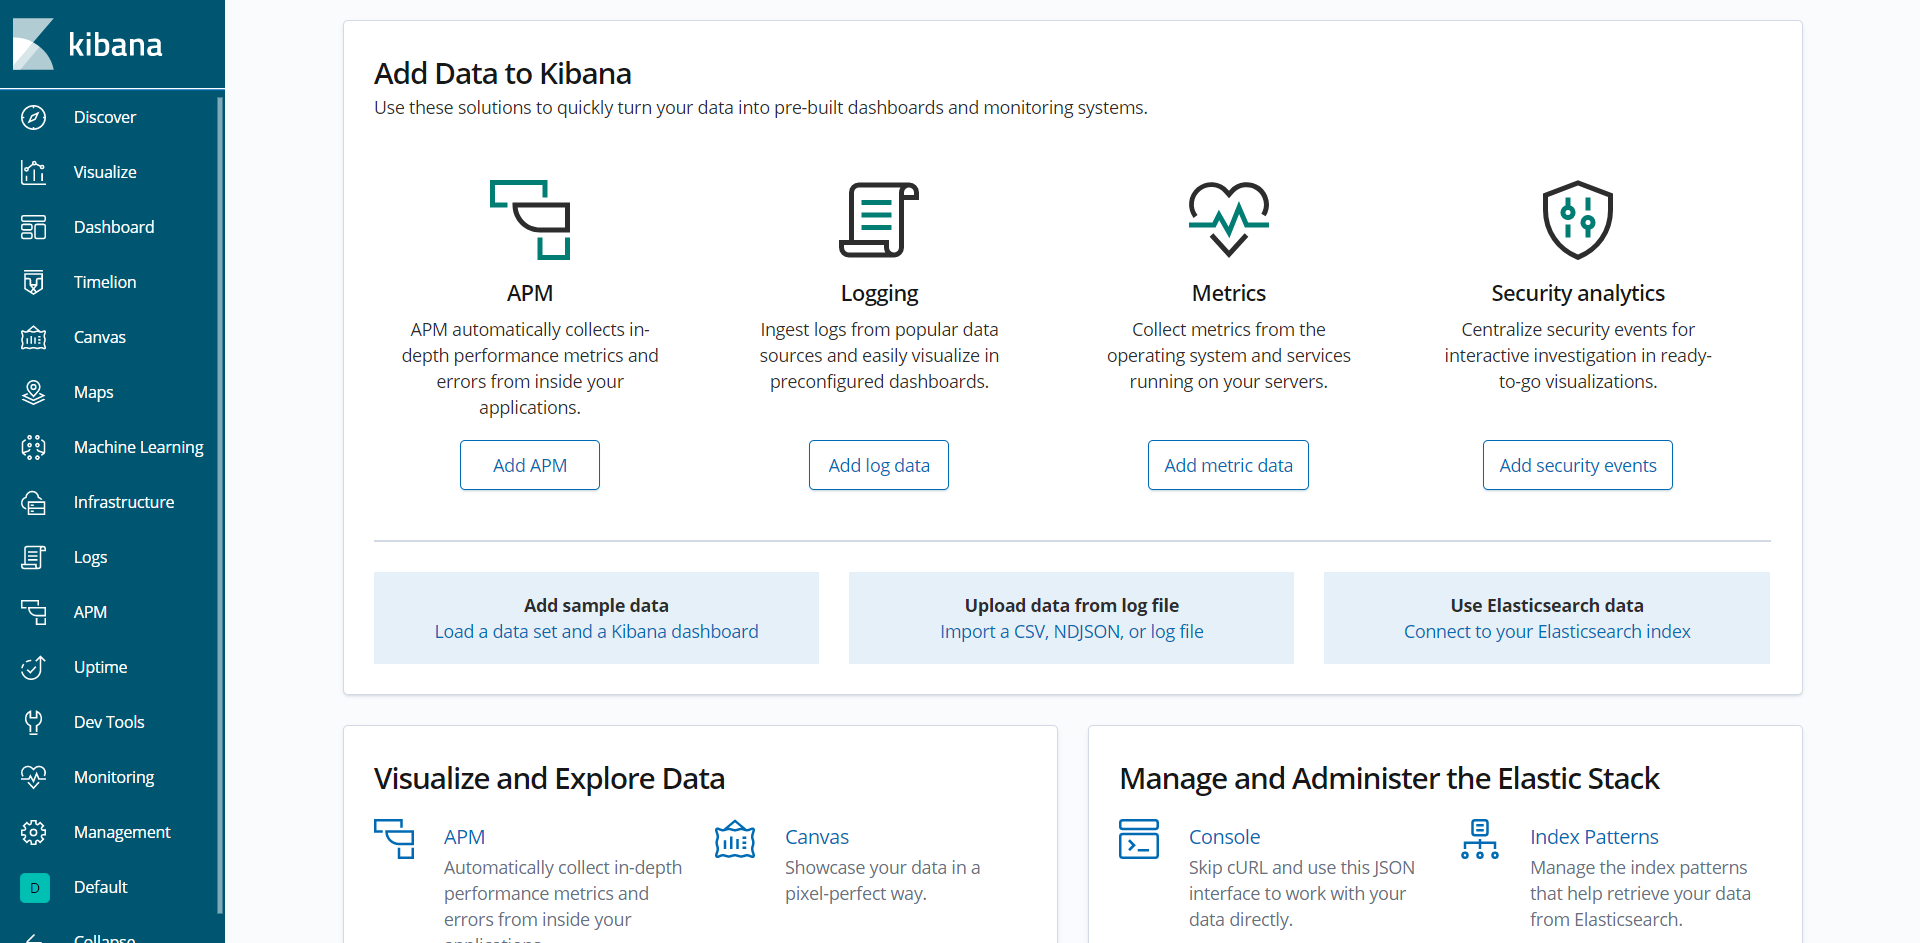 kibana
Discover
Visualize
Dashboard
Timelion
Canvas
Maps
Machine Learning
Infrastructure
Logs
APM
Uptime
Dev Tools
Monitoring
Management
D
Default
Collapse
Add Data to Kibana
Use these solutions to quickly turn your data into pre-built dashboards and monitoring systems.
APM
APM automatically collects in-
depth performance metrics and
errors from inside your
applications.
Add APM
Logging
Ingest logs from popular data
sources and easily visualize in
preconfigured dashboards.
Add log data
Metrics
Collect metrics from the
operating system and services
running on your servers.
Add metric data
Security analytics
Centralize security events for
interactive investigation in ready-
to-go visualizations.
Add security events
Add sample data
Load a data set and a Kibana dashboard
Upload data from log file
Import a CSV, NDJSON, or log file
Use Elasticsearch data
Connect to your Elasticsearch index
Visualize and Explore Data
APM
Automatically collect in-depth
performance metrics and
errors from inside your
applications.
Canvas
Showcase your data in a
pixel-perfect way.
Manage and Administer the Elastic Stack
Console
Skip cURL and use this JSON
interface to work with your
data directly.
Index Patterns
Manage the index patterns
that help retrieve your data
from Elasticsearch.